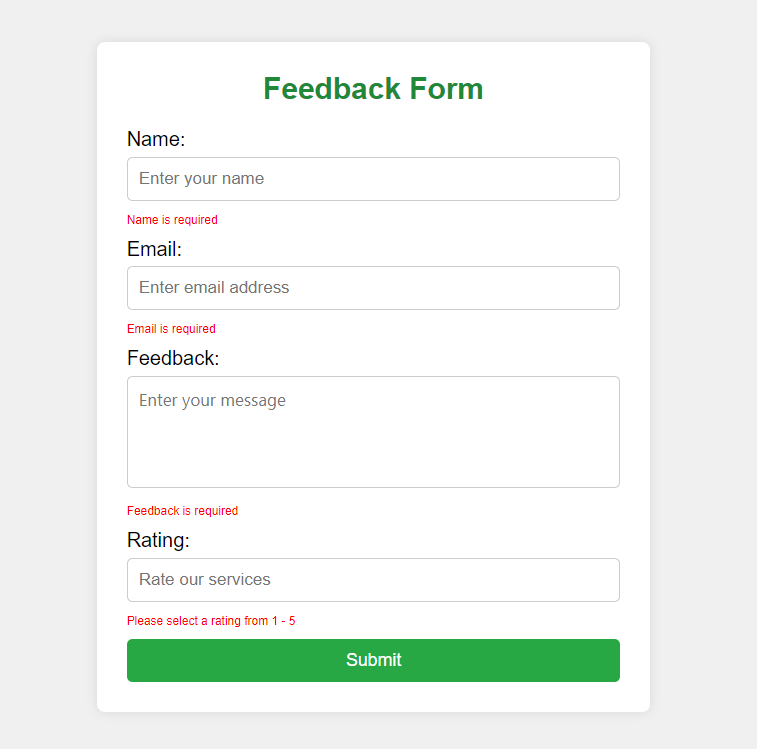 Feedback Form
Name:
Enter your name
Name is required
Email:
Enter email address
Email is required
Feedback:
Enter your message
Feedback is required
Rating:
Rate our services
Please select a rating from 1 - 5
Submit